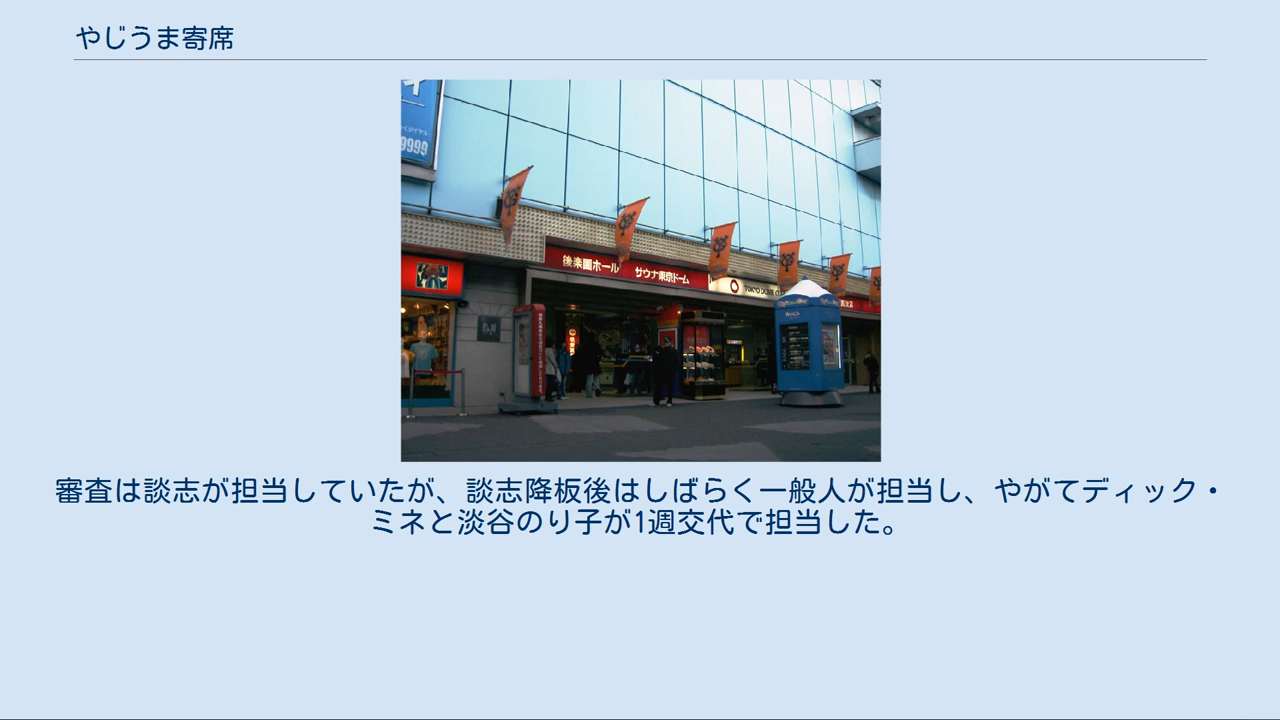 やじうま寄席
9999
後楽園ホール サウナ東京ドーム
TOKYO DOME
審査は談志が担当していたが、談志降板後はしばらく一般人が担当し、やがてディック・
ミネと淡谷のり子が1週交代で担当した。